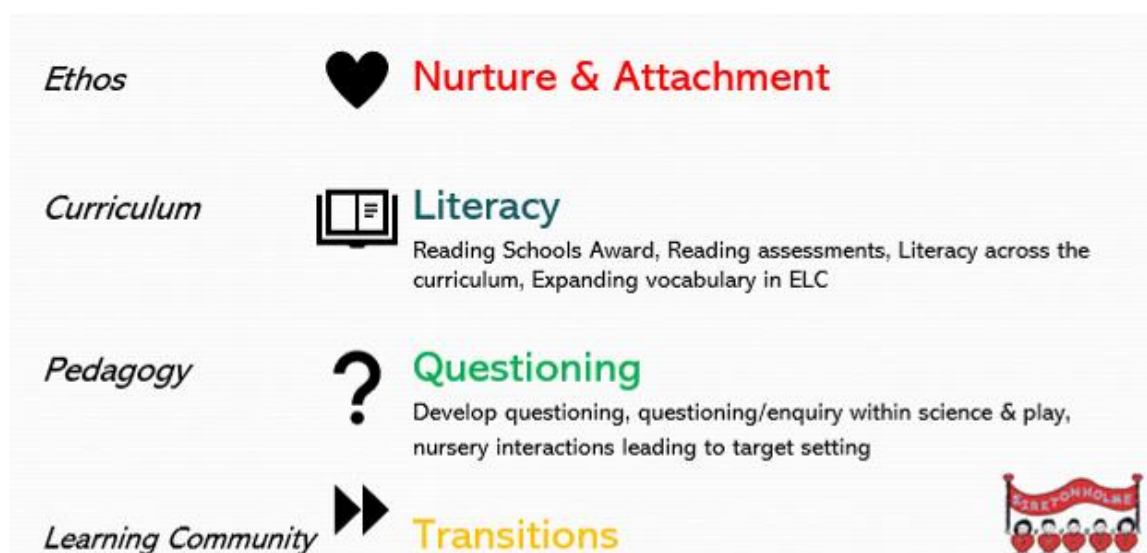 Ethos
Nurture & Attachment
Curriculum
Literacy
Reading Schools Award, Reading assessments, Literacy across the
curriculum, Expanding vocabulary in ELC
Pedagogy
Questioning
Develop questioning, questioning/enquiry within science & play,
nursery interactions leading to target setting
Learning Community
Transitions